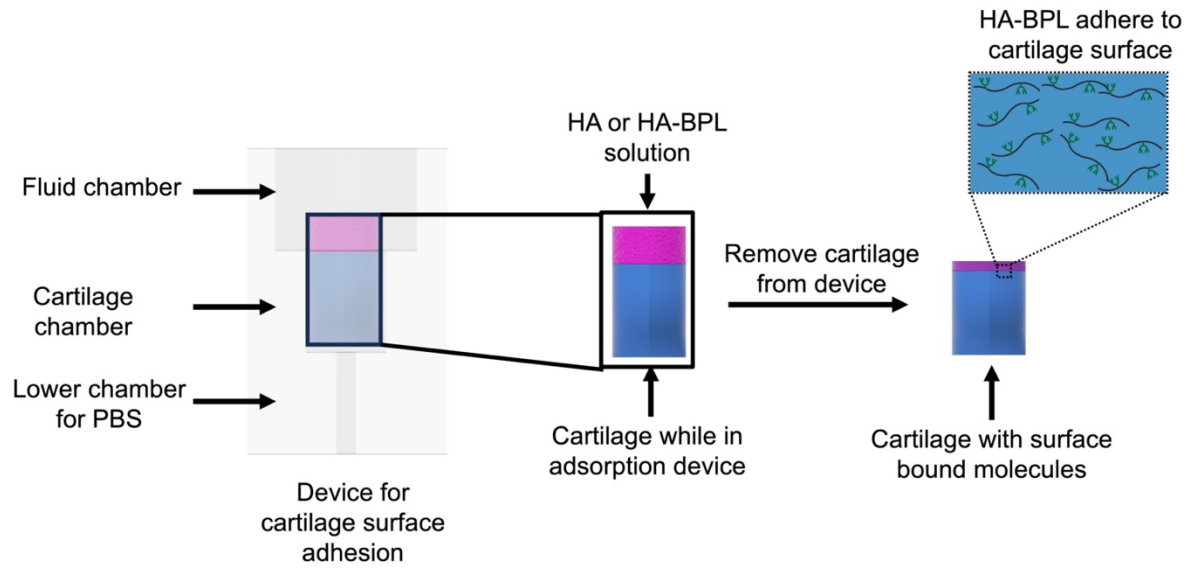 Fluid chamber
Cartilage
chamber
Lower chamber
for PBS
Device for
cartilage surface
adhesion
HA or HA-BPL
solution
Cartilage while in
adsorption device
Remove cartilage
from device
HA-BPL adhere to
cartilage surface
Cartilage with surface
bound molecules